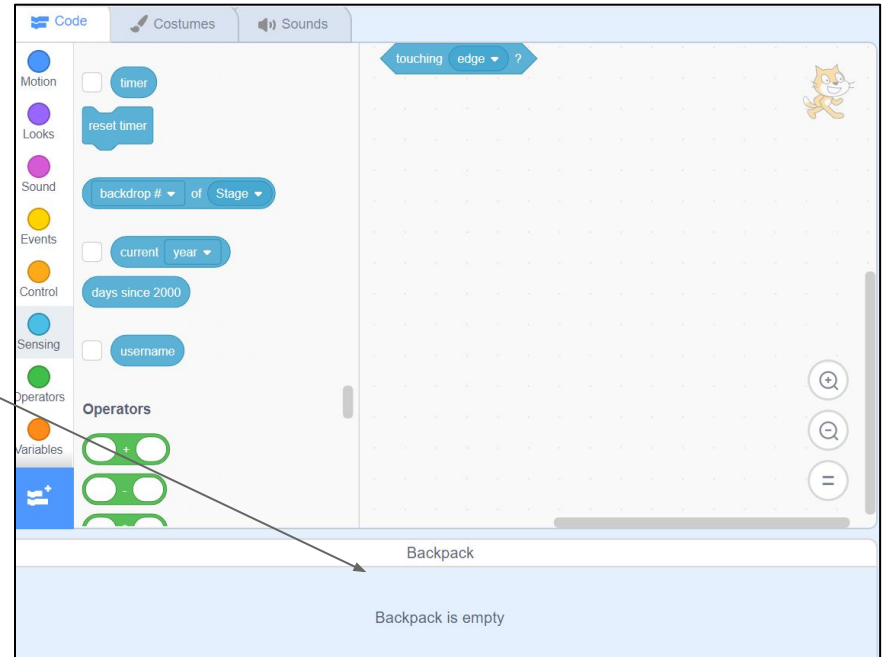 Code
Costumes
Sounds
Motion
Looks
Sound
Events
Control
Sensing
Operators
Variables
timer
reset timer
backdrop # of Stage
current year
days since 2000
username
Operators
+
-
touching edge ?
=
Backpack
Backpack is empty